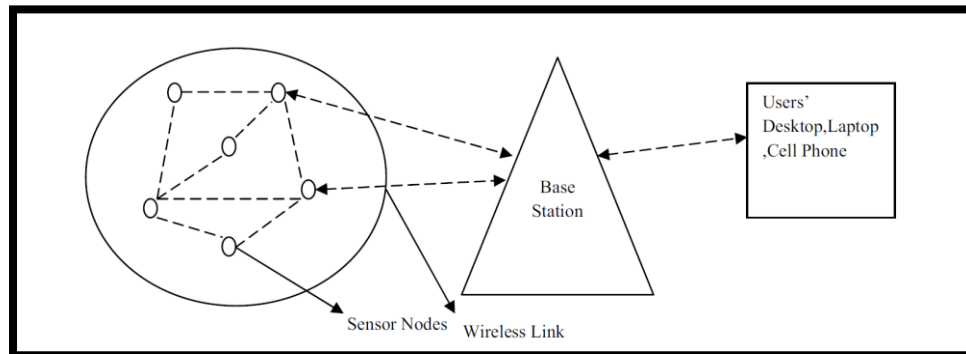 Users’
Desktop,Laptop
,Cell Phone
Base
Station
Sensor Nodes
Wireless Link